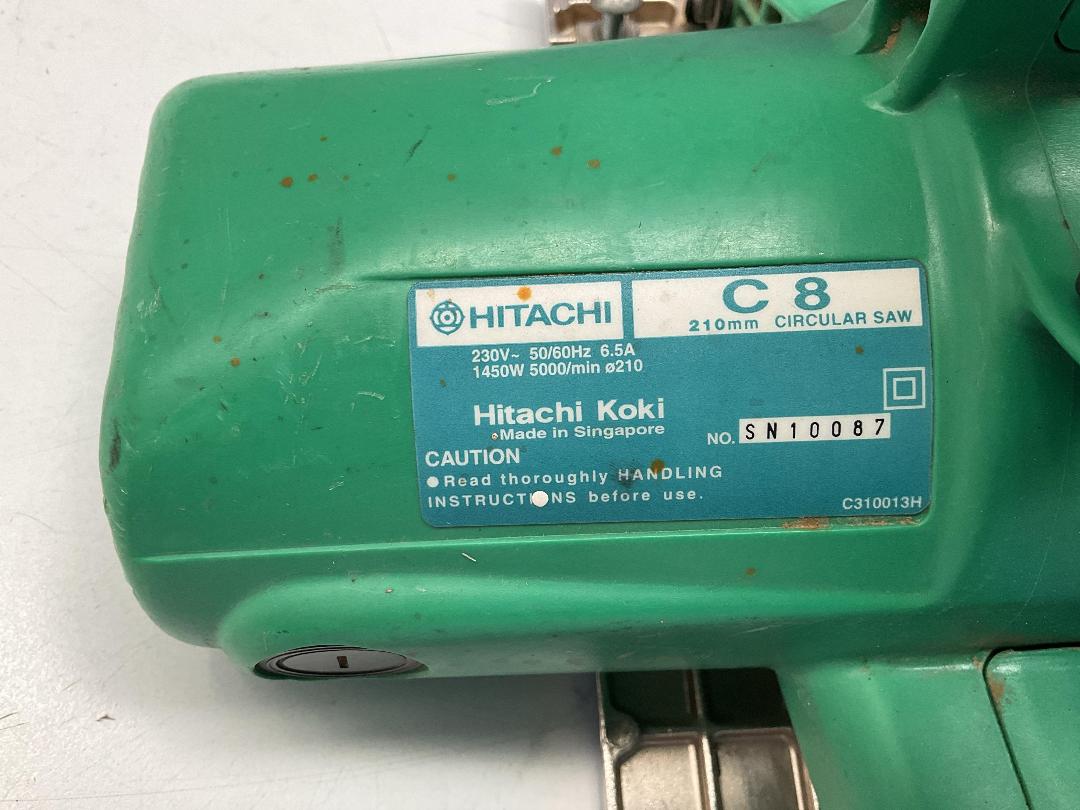 HITACHI
C 8
210mm CIRCULAR SAW
230V~ 50/60Hz 6.5A
1450W 5000/min ø210
Hitachi Koki
Made in Singapore
NO. SN10087
CAUTION
●Read thoroughly HANDLING
INSTRUCTIONS before use.
C310013H